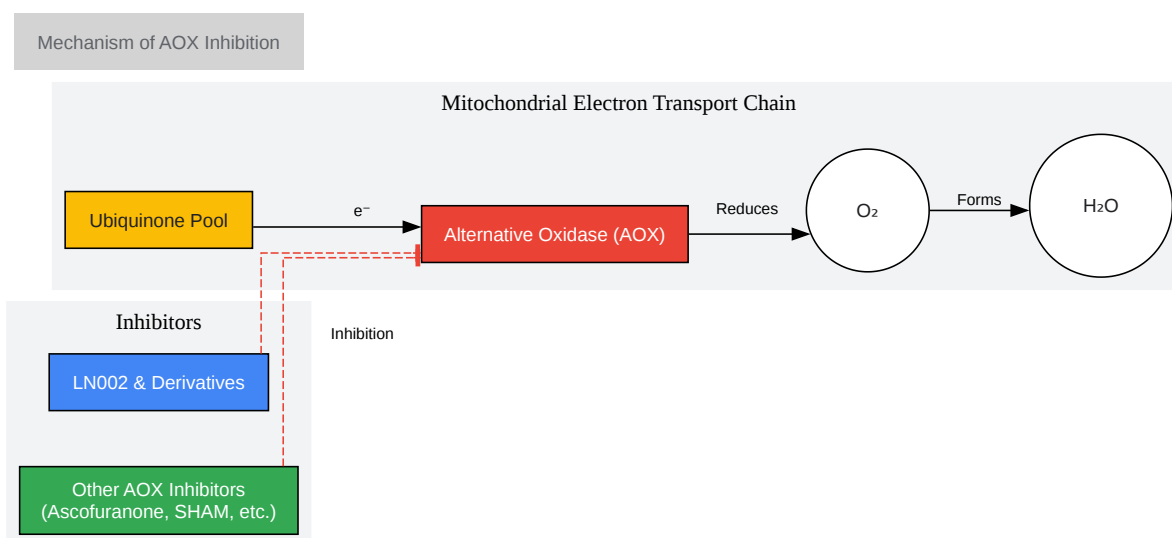 Mechanism of AOX Inhibition
Mitochondrial Electron Transport Chain
Ubiquinone Pool
e⁻
Alternative Oxidase (AOX)
Reduces
O₂
Forms
H₂O
Inhibitors
Inhibition
LN002 & Derivatives
Other AOX Inhibitors
(Ascofuranone, SHAM, etc.)